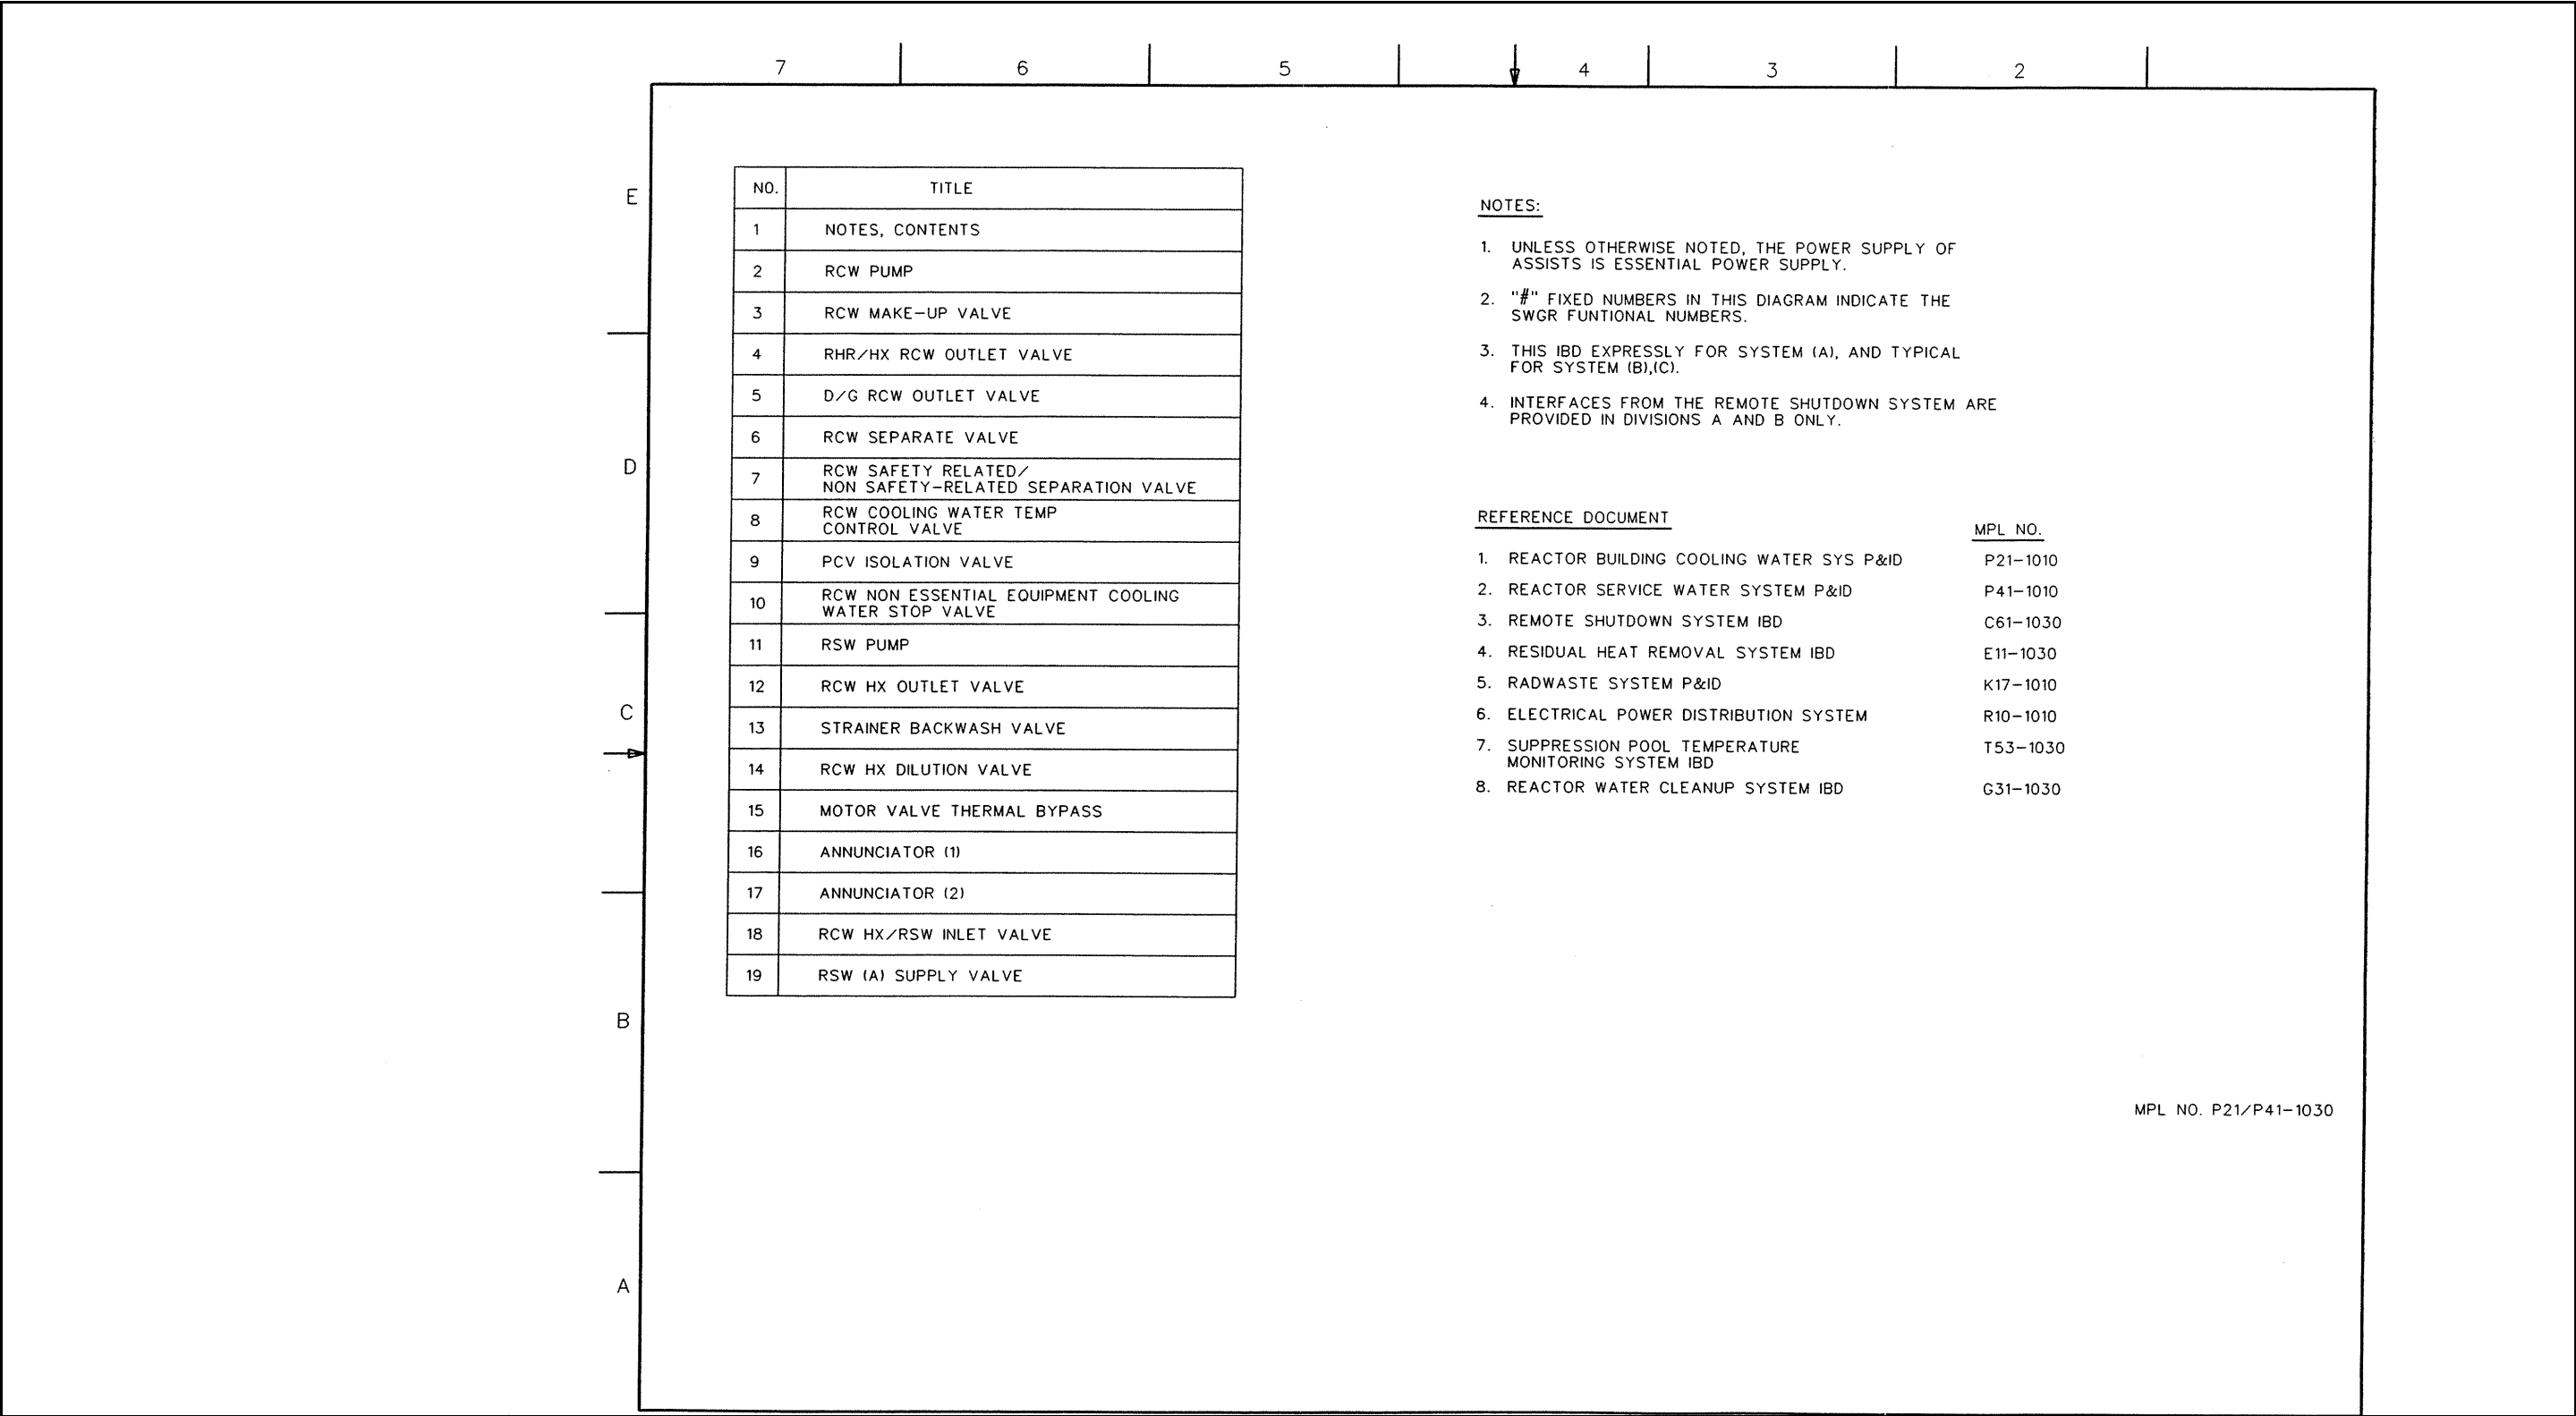 7 6 5 4 3 2
E
D
C
B
A
NO. TITLE
1 NOTES, CONTENTS
2 RCW PUMP
3 RCW MAKE-UP VALVE
4 RHR/HX RCW OUTLET VALVE
5 D/G RCW OUTLET VALVE
6 RCW SEPARATE VALVE
7 RCW SAFETY RELATED/
NON SAFETY-RELATED SEPARATION VALVE
8 RCW COOLING WATER TEMP
CONTROL VALVE
9 PCV ISOLATION VALVE
10 RCW NON ESSENTIAL EQUIPMENT COOLING
WATER STOP VALVE
11 RSW PUMP
12 RCW HX OUTLET VALVE
13 STRAINER BACKWASH VALVE
14 RCW HX DILUTION VALVE
15 MOTOR VALVE THERMAL BYPASS
16 ANNUNCIATOR (1)
17 ANNUNCIATOR (2)
18 RCW HX/RSW INLET VALVE
19 RSW (A) SUPPLY VALVE
NOTES:
1. UNLESS OTHERWISE NOTED, THE POWER SUPPLY OF
ASSISTS IS ESSENTIAL POWER SUPPLY.
2. "#" FIXED NUMBERS IN THIS DIAGRAM INDICATE THE
SWGR FUNTIONAL NUMBERS.
3. THIS IBD EXPRESSLY FOR SYSTEM (A), AND TYPICAL
FOR SYSTEM (B),(C).
4. INTERFACES FROM THE REMOTE SHUTDOWN SYSTEM ARE
PROVIDED IN DIVISIONS A AND B ONLY.
REFERENCE DOCUMENT
MPL NO.
1. REACTOR BUILDING COOLING WATER SYS P&ID P21-1010
2. REACTOR SERVICE WATER SYSTEM P&ID P41-1010
3. REMOTE SHUTDOWN SYSTEM IBD C61-1030
4. RESIDUAL HEAT REMOVAL SYSTEM IBD E11-1030
5. RADWASTE SYSTEM P&ID K17-1010
6. ELECTRICAL POWER DISTRIBUTION SYSTEM R10-1010
7. SUPPRESSION POOL TEMPERATURE T53-1030
MONITORING SYSTEM IBD
8. REACTOR WATER CLEANUP SYSTEM IBD G31-1030
MPL NO. P21/P41-1030